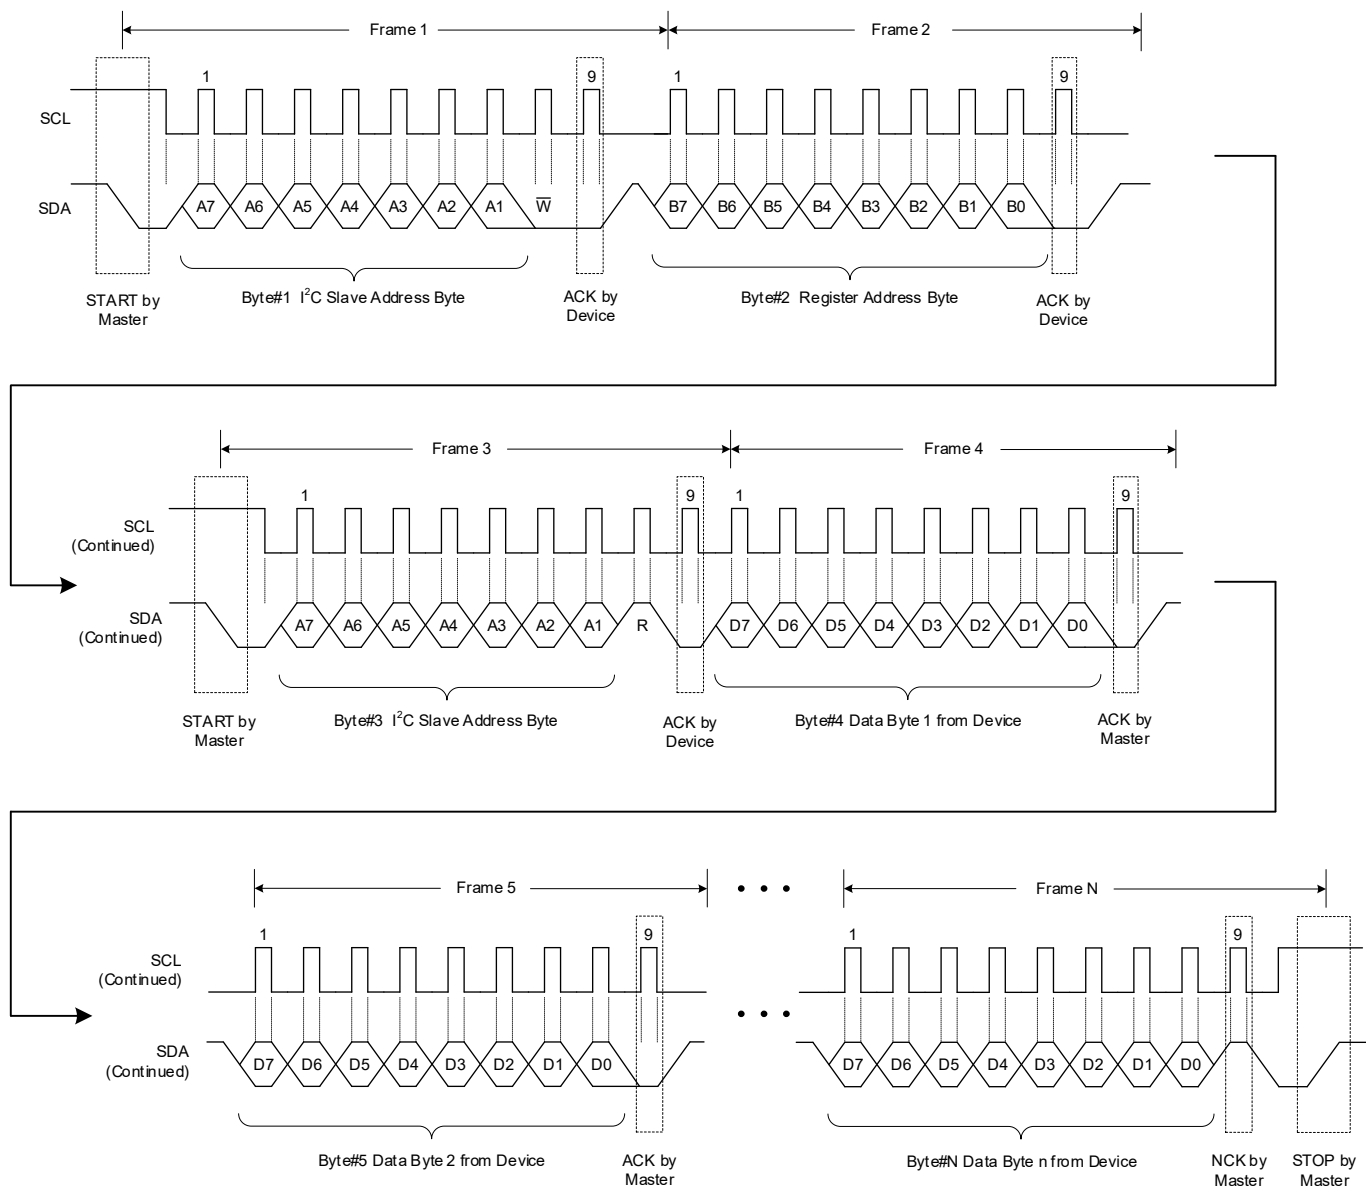 Frame 1 Frame 2
1 9 1 9
SCL
SDA A7 A6 A5 A4 A3 A2 A1 W̅ B7 B6 B5 B4 B3 B2 B1 B0
START by
Master
Byte#1 I²C Slave Address Byte
ACK by
Device
Byte#2 Register Address Byte
ACK by
Device
Frame 3 Frame 4
1 9 1 9
SCL
(Continued)
SDA
(Continued)
A7 A6 A5 A4 A3 A2 A1 R D7 D6 D5 D4 D3 D2 D1 D0
START by
Master
Byte#3 I²C Slave Address Byte
ACK by
Device
Byte#4 Data Byte 1 from Device
ACK by
Master
Frame 5 • • • Frame N
1 9 1 9
SCL
(Continued)
• • •
SDA
(Continued)
D7 D6 D5 D4 D3 D2 D1 D0 D7 D6 D5 D4 D3 D2 D1 D0
Byte#5 Data Byte 2 from Device
ACK by
Master
Byte#N Data Byte n from Device
NCK by
Master
STOP by
Master